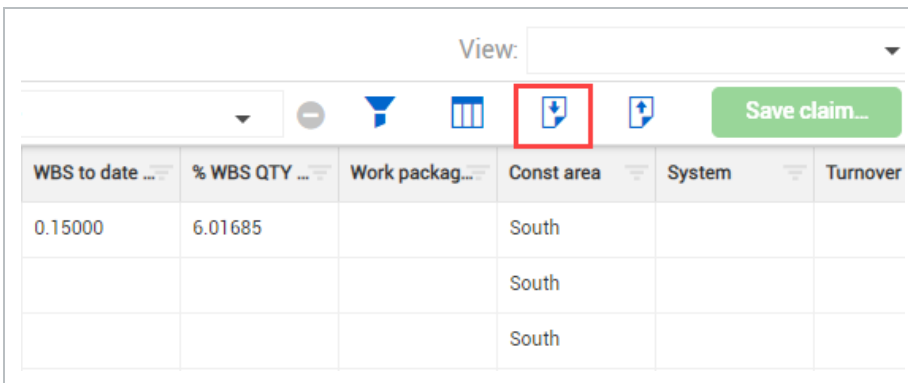 View:
Save claim...
WBS to date ... % WBS QTY ... Work packag... Const area System Turnover
0.15000 6.01685 South
South
South